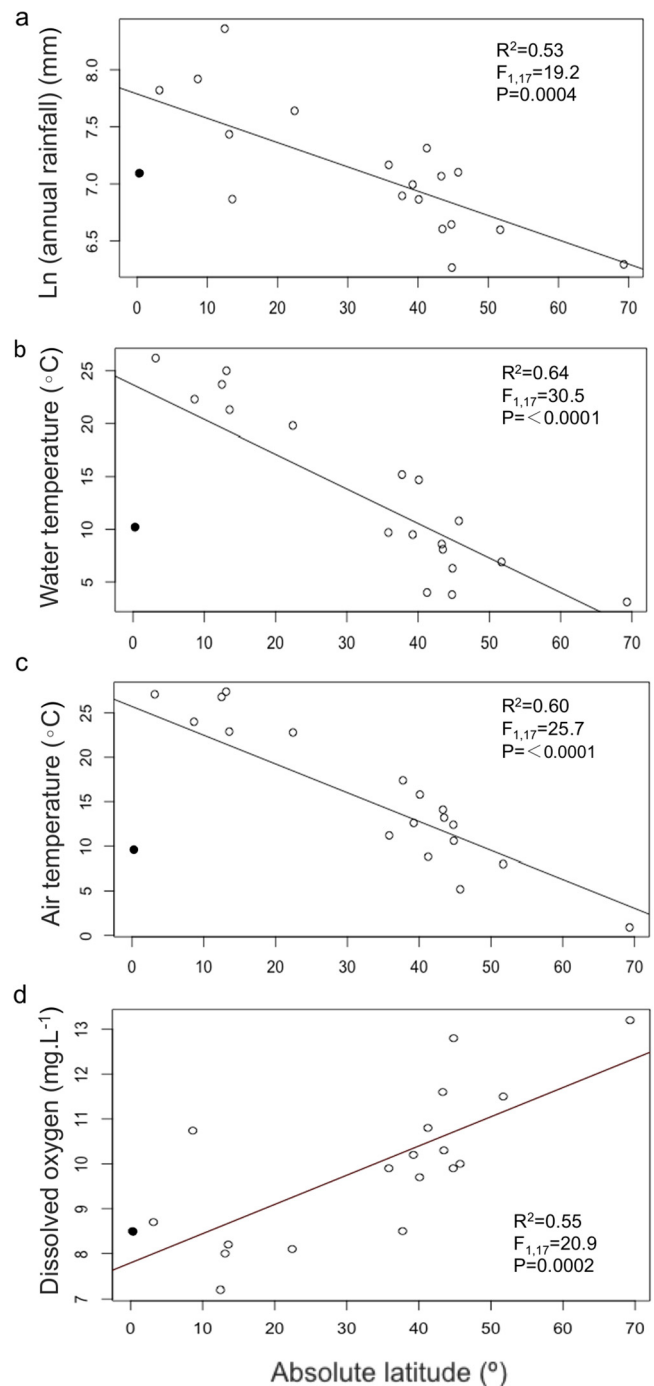 a
Ln (annual rainfall) (mm)
8.0
7.5
7.0
6.5
R²=0.53
F₁,₁₇=19.2
P=0.0004
0 10 20 30 40 50 60 70
b
Water temperature (◦C)
25
20
15
10
5
R²=0.64
F₁,₁₇=30.5
P=<0.0001
0 10 20 30 40 50 60 70
c
Air temperature (◦C)
25
20
15
10
5
0
R²=0.60
F₁,₁₇=25.7
P=<0.0001
0 10 20 30 40 50 60 70
d
Dissolved oxygen (mg.L⁻¹)
13
12
11
10
9
8
7
R²=0.55
F₁,₁₇=20.9
P=0.0002
0 10 20 30 40 50 60 70
Absolute latitude (º)